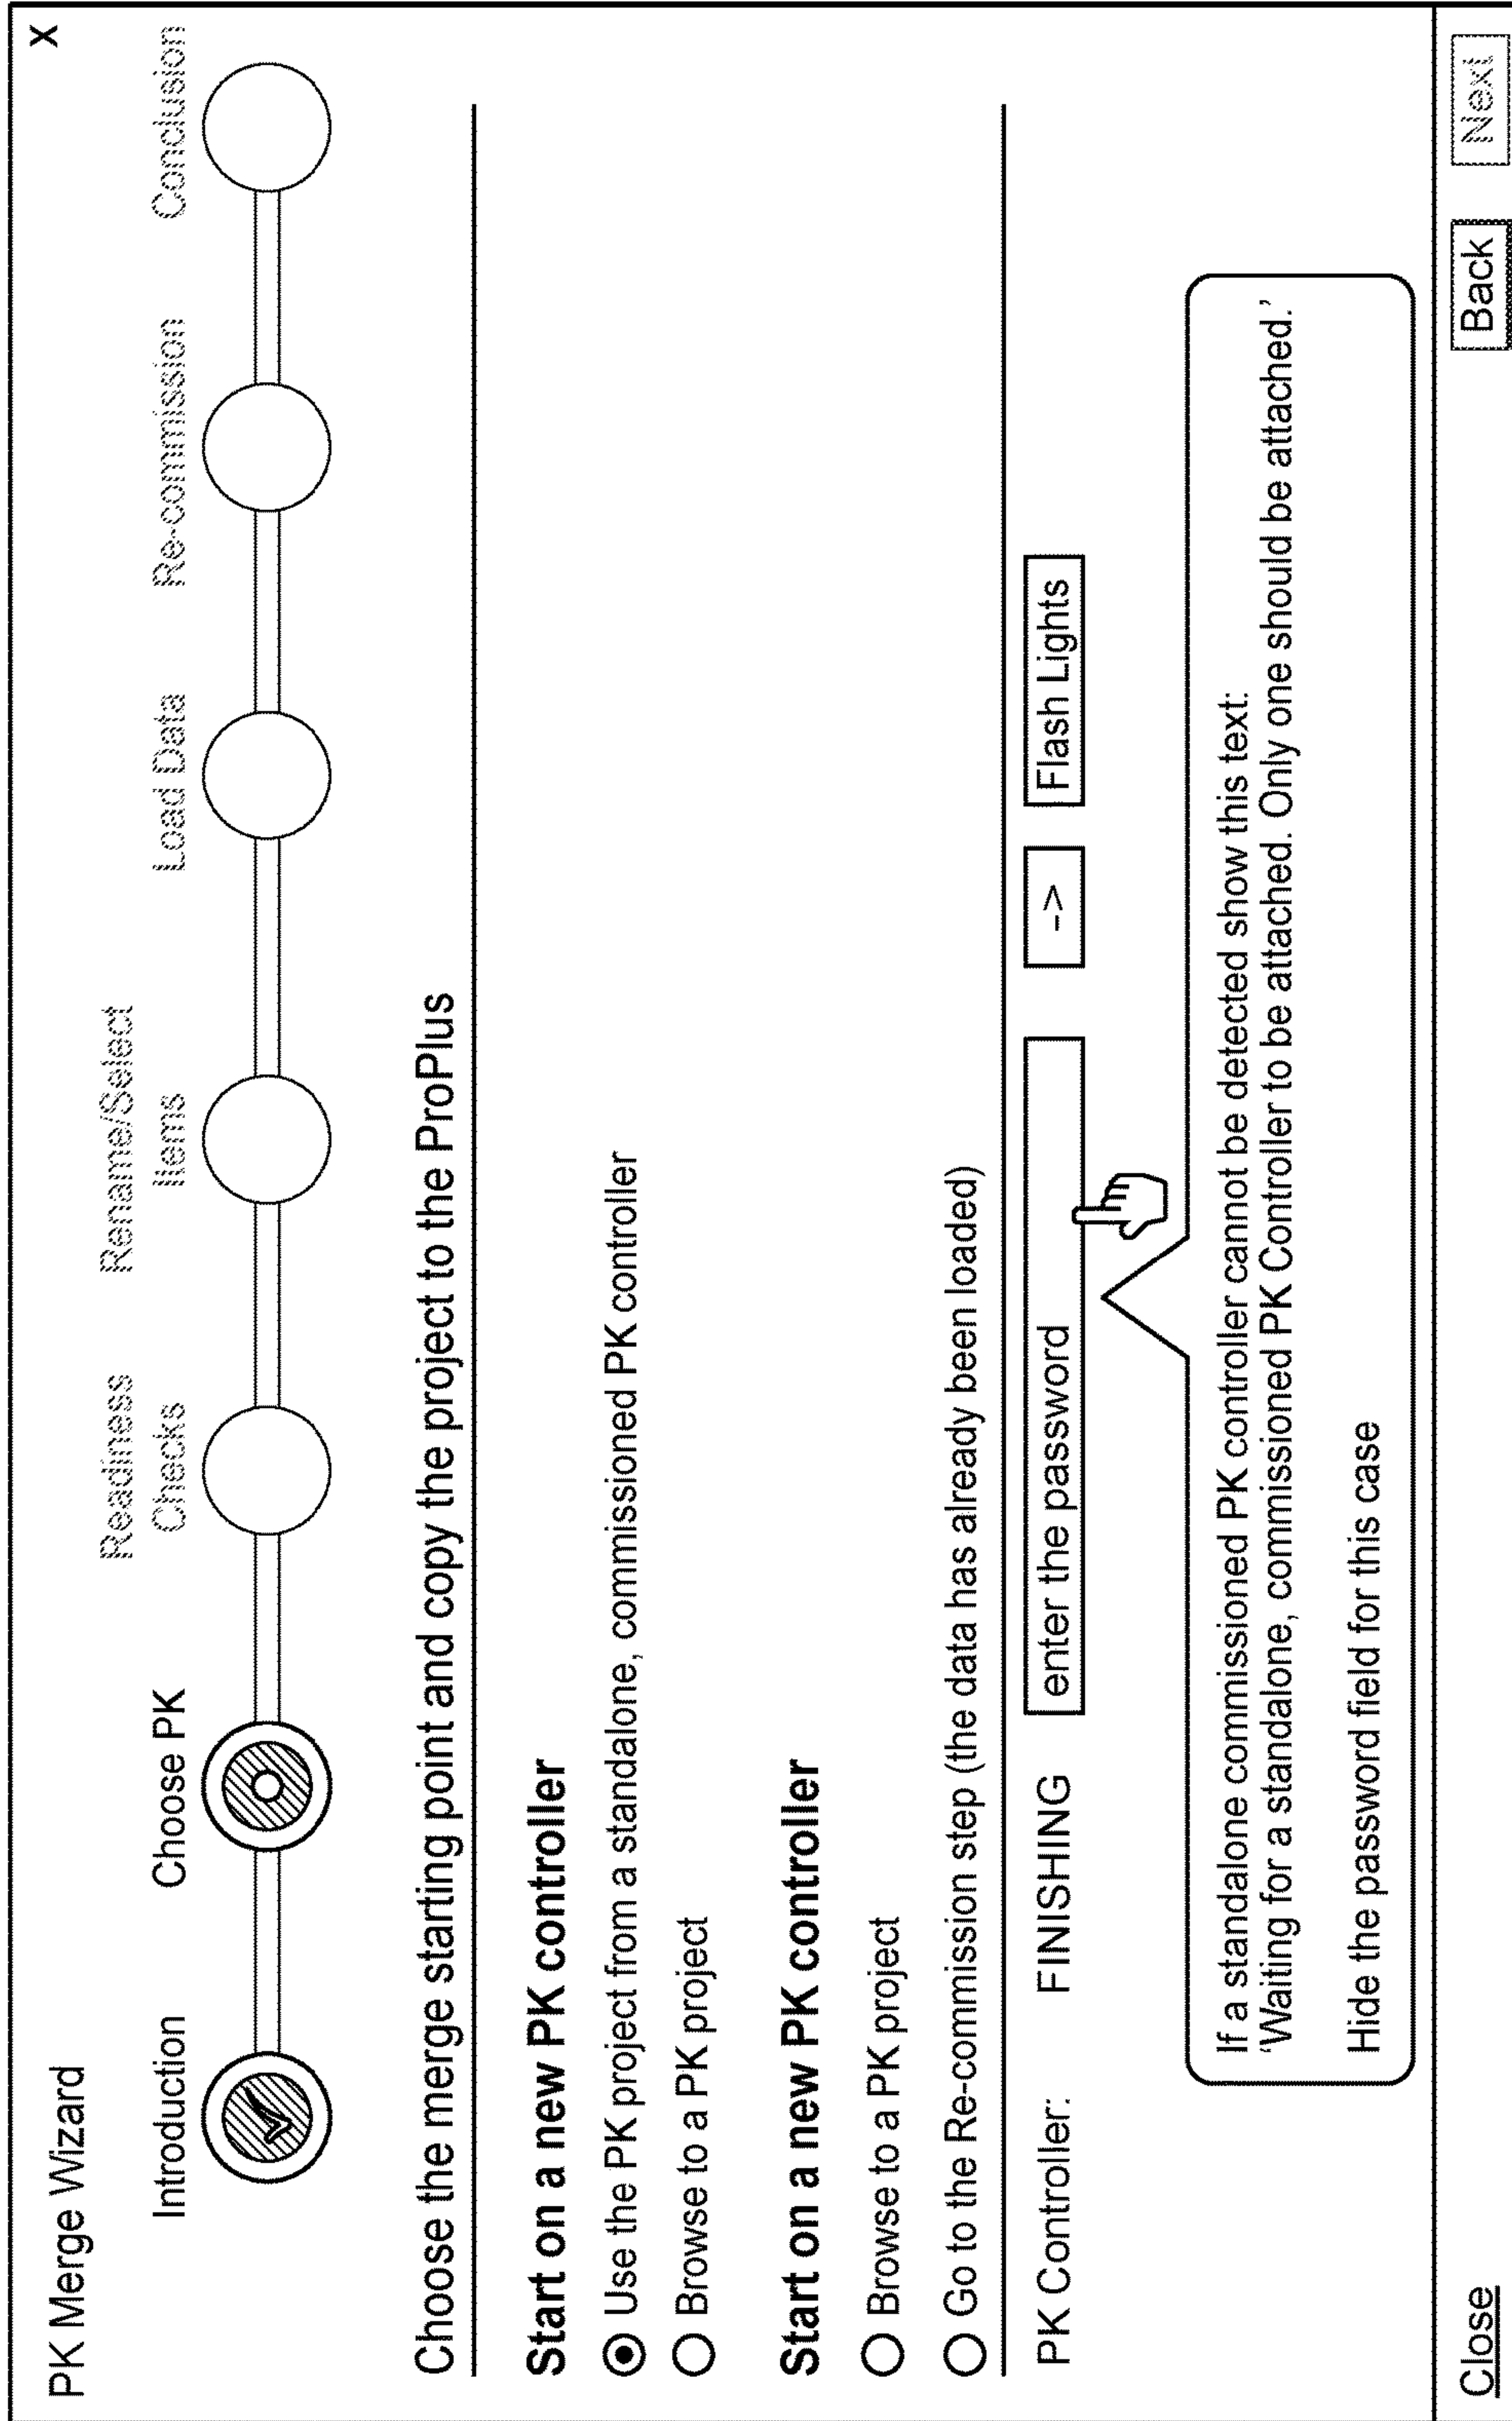 PK Merge Wizard
X
Introduction
Choose PK
Readiness
Checks
Rename/Select
Items
Load Data
Re-commission
Conclusion
Choose the merge starting point and copy the project to the ProPlus
Start on a new PK controller
Use the PK project from a standalone, commissioned PK controller
Browse to a PK project
Start on a new PK controller
Browse to a PK project
Go to the Re-commission step (the data has already been loaded)
PK Controller: FINISHING enter the password --> Flash Lights
If a standalone commissioned PK controller cannot be detected show this text:
'Waiting for a standalone, commissioned PK Controller to be attached. Only one should be attached.'
Hide the password field for this case
Close Back Next